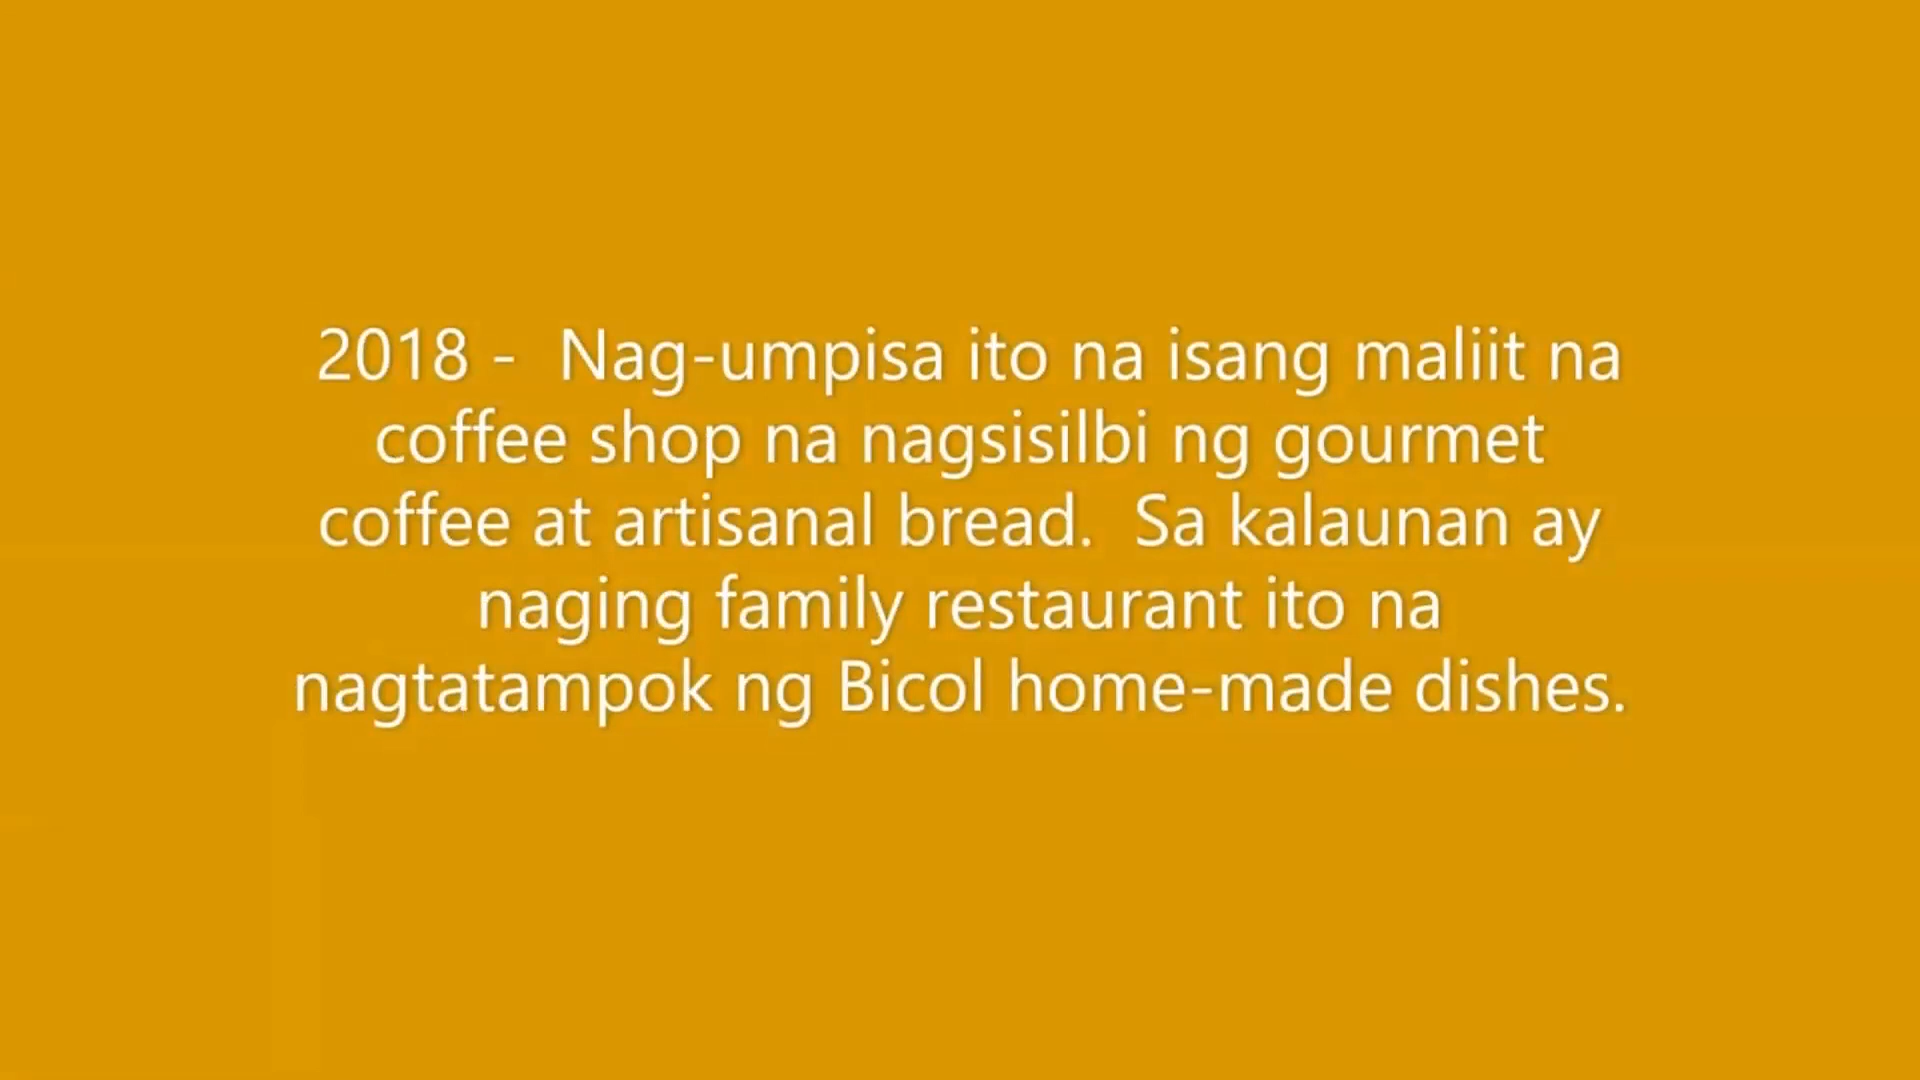 2018 -  Nag-umpisa ito na isang maliit na
coffee shop na nagsisilbi ng gourmet
coffee at artisanal bread.  Sa kalaunan ay
naging family restaurant ito na
nagtatampok ng Bicol home-made dishes.